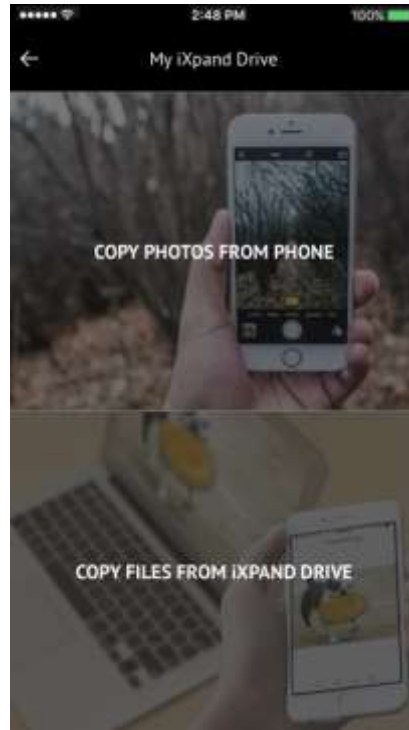 2:48 PM
100%
My iXpand Drive
COPY PHOTOS FROM PHONE
COPY FILES FROM iXPAND DRIVE